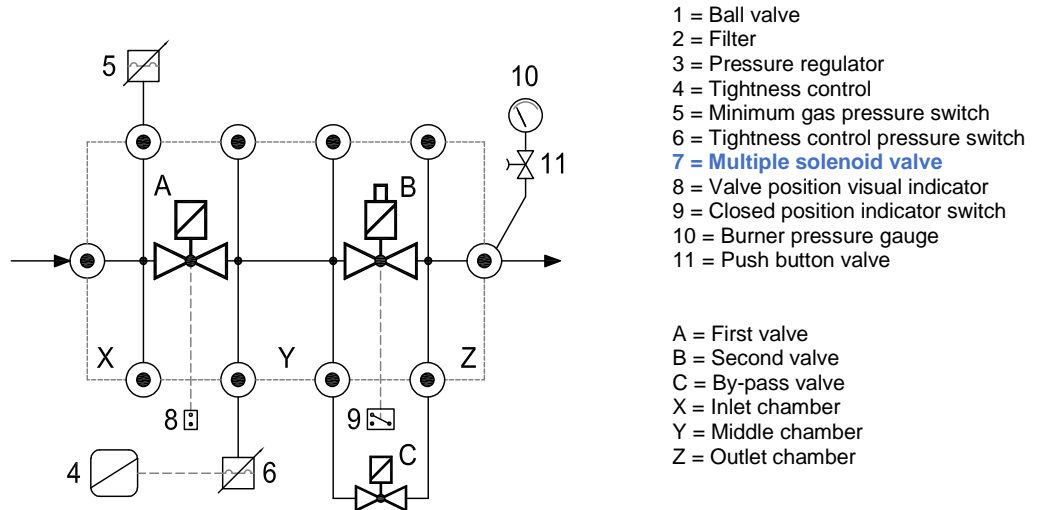 1 = Ball valve
2 = Filter
3 = Pressure regulator
4 = Tightness control
5 = Minimum gas pressure switch
6 = Tightness control pressure switch
7 = Multiple solenoid valve
8 = Valve position visual indicator
9 = Closed position indicator switch
10 = Burner pressure gauge
11 = Push button valve
A = First valve
B = Second valve
C = By-pass valve
X = Inlet chamber
Y = Middle chamber
Z = Outlet chamber
5
10
11
A
B
X
Y
Z
8
9
C
4
6